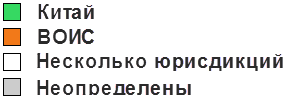 Китай
ВОИС
Несколько юрисдикций
Неопределены